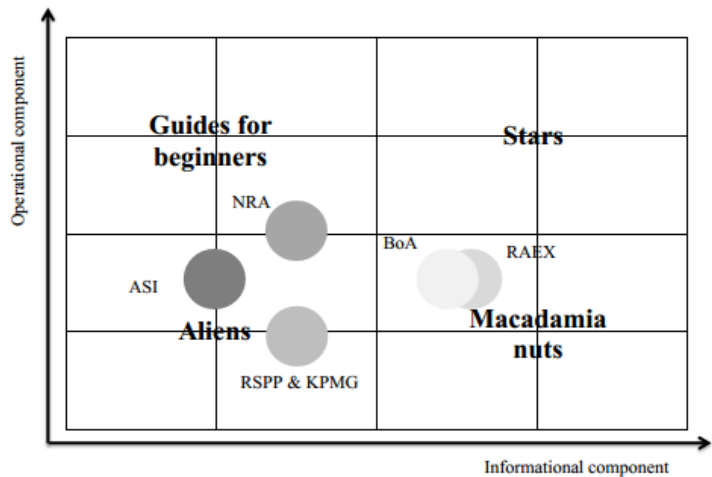 Operational component
Guides for
beginners
Stars
NRA
BoA
RAEX
ASI
Aliens
Macadamia
nuts
RSPP & KPMG
Informational component